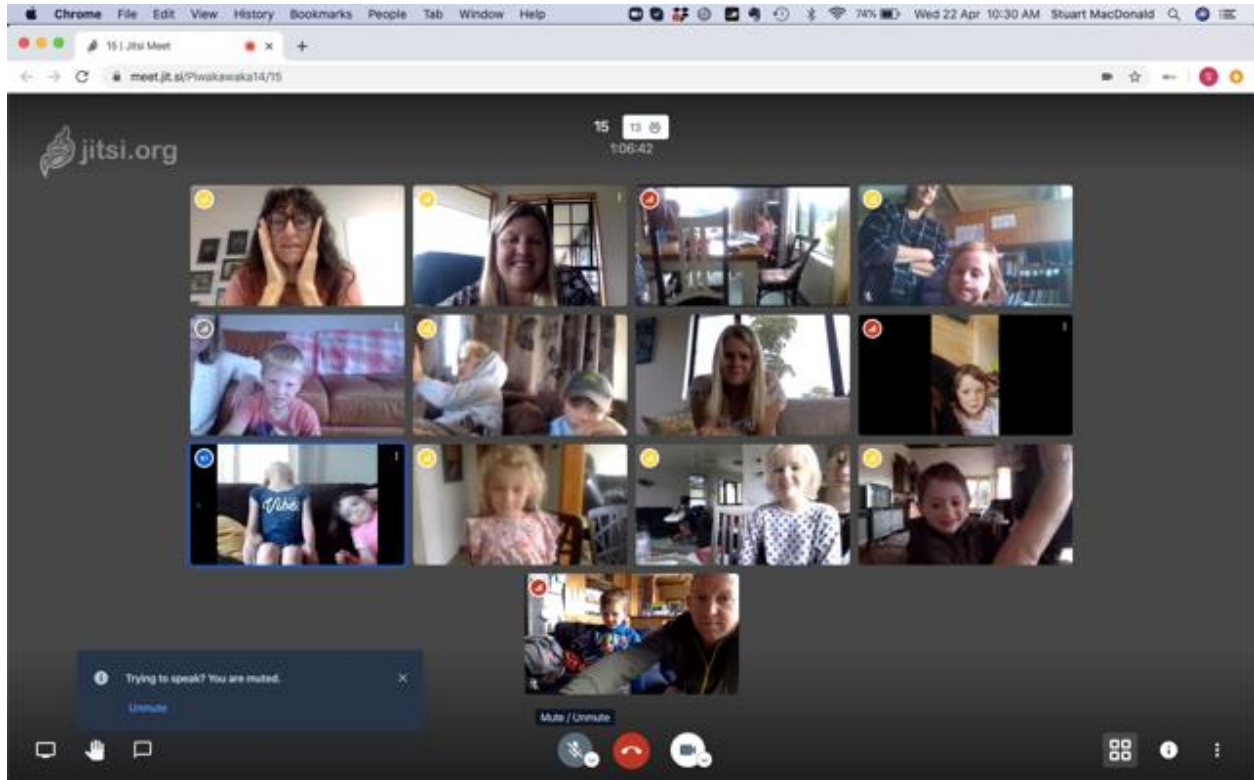 Chrome File Edit View History Bookmarks People Tab Window Help 74% Wed 22 Apr 10:30 AM Stuart MacDonald
15 | Jitsi Meet
meet.jit.si/Piwakawaka14/15
jitsi.org
15 13
1:06:42
Vibe
Trying to speak? You are muted.
Unmute
Mute / Unmute